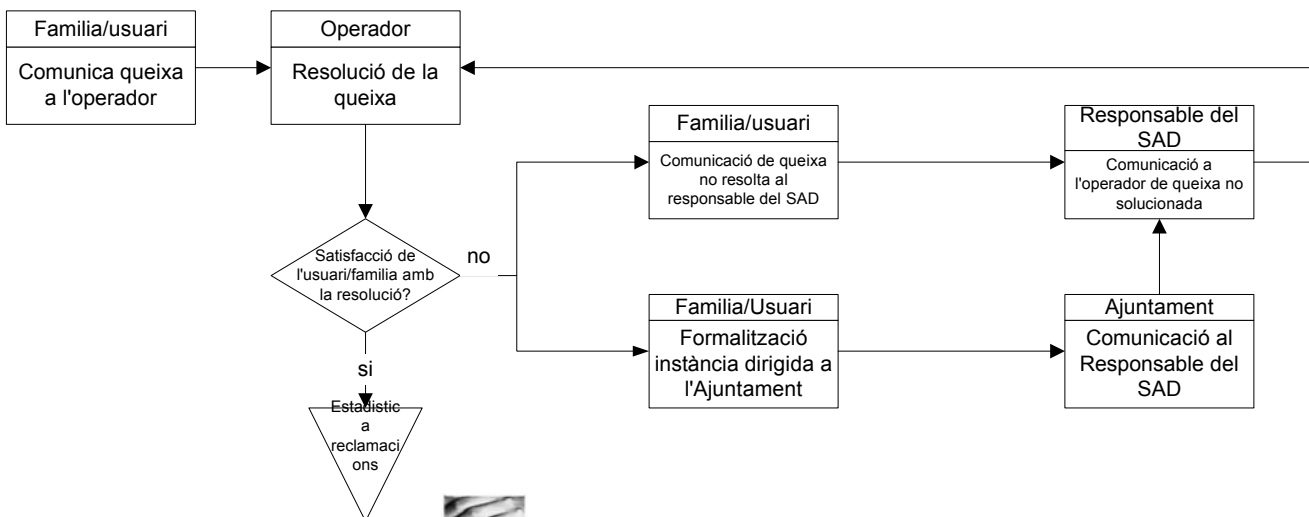 Familia/usuari
Comunica queixa
a l'operador
Operador
Resolució de la
queixa
Familia/usuari
Comunicació de queixa
no resolta al
responsable del SAD
Responsable del
SAD
Comunicació a
l'operador de queixa no
solucionada
Satisfacció de
l'usuari/familia amb
la resolució?
no
si
Familia/Usuari
Formalització
instància dirigida a
l'Ajuntament
Ajuntament
Comunicació al
Responsable del
SAD
Estadistic
a
reclamaci
ons